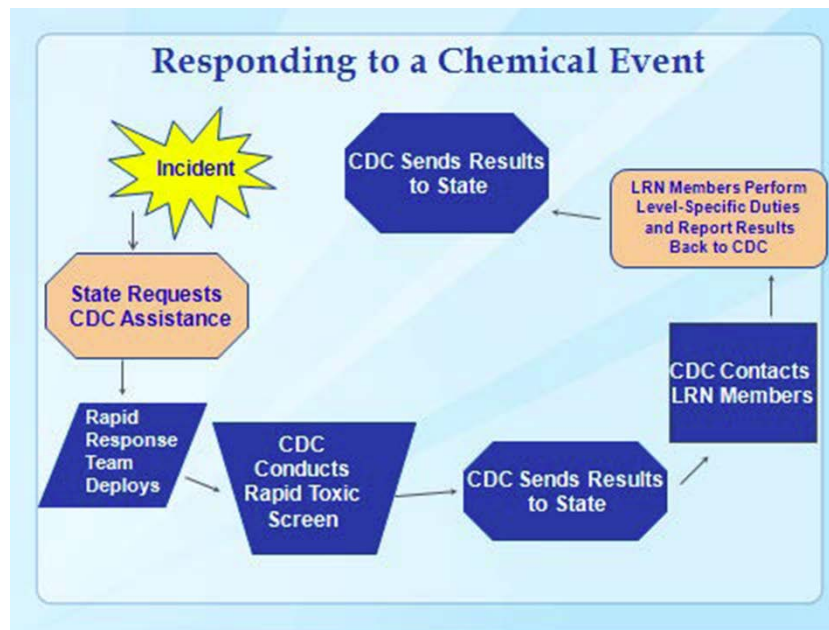 Responding to a Chemical Event
Incident
State Requests
CDC Assistance
Rapid
Response
Team
Deploys
CDC
Conducts
Rapid Toxic
Screen
CDC Sends Results
to State
CDC Contacts
LRN Members
LRN Members Perform
Level-Specific Duties
and Report Results
Back to CDC
CDC Sends Results
to State